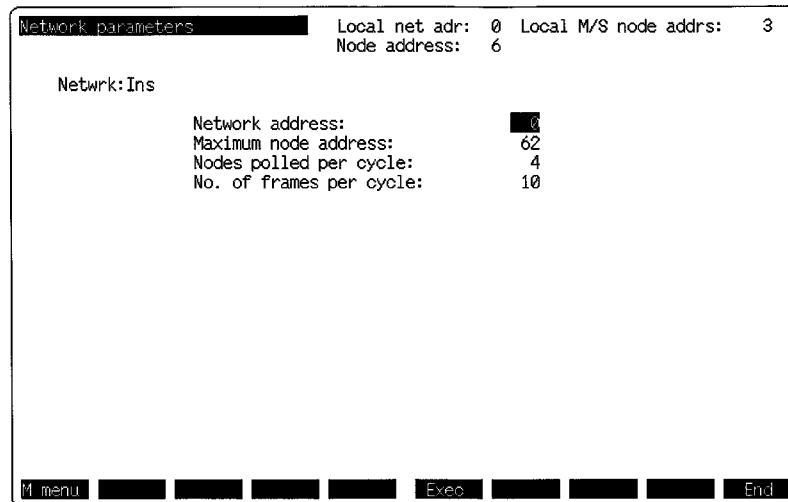 Network parameters Local net adr: 0 Local M/S node addrs: 3
Node address: 6
Netwrk:Ins
Network address: 0
Maximum node address: 62
Nodes polled per cycle: 4
No. of frames per cycle: 10
M menu Exec End